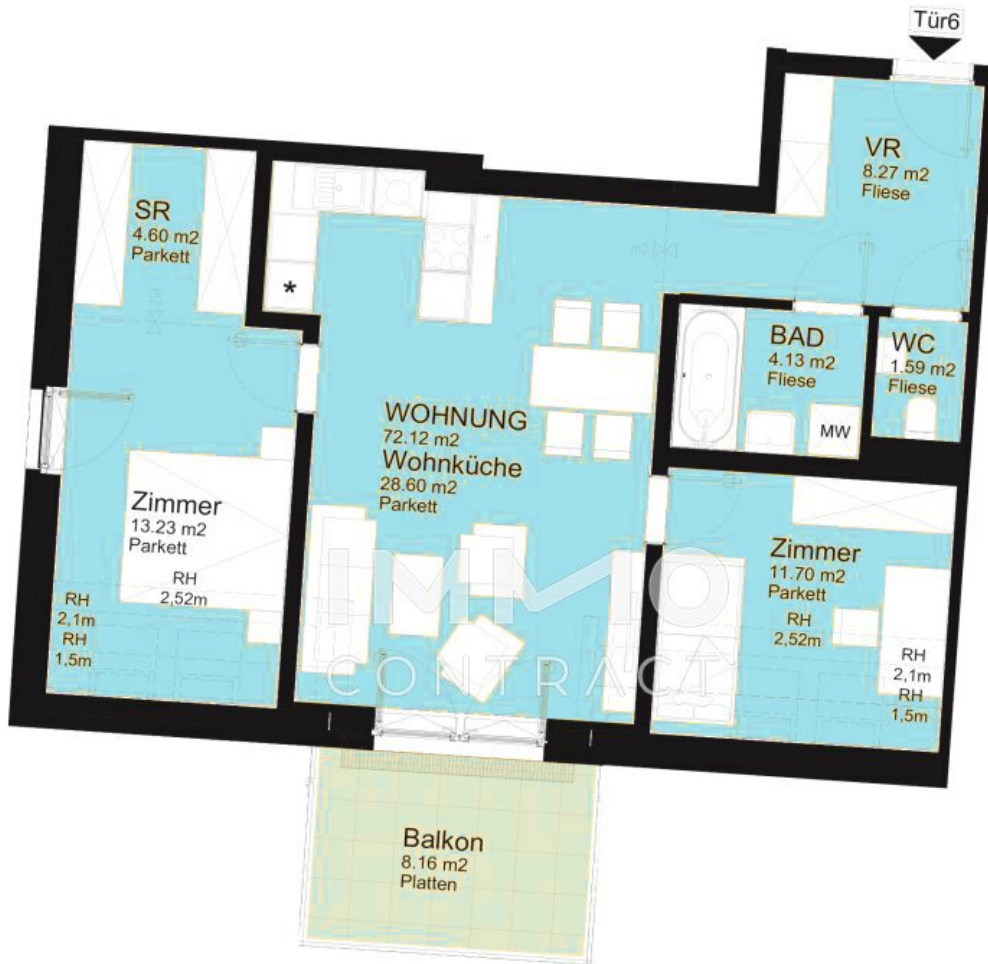 Tür6
VR
8.27 m2
Fliese
SR
4.60 m2
Parkett
*
BAD
4.13 m2
Fliese
WC
1.59 m2
Fliese
MW
WOHNUNG
72.12 m2
Wohnküche
28.60 m2
Parkett
Zimmer
13.23 m2
Parkett
RH
2,52m
RH
2,1m
RH
1,5m
Zimmer
11.70 m2
Parkett
RH
2,52m
RH
2,1m
RH
1,5m
IMMO
CONTRACT
Balkon
8.16 m2
Platten